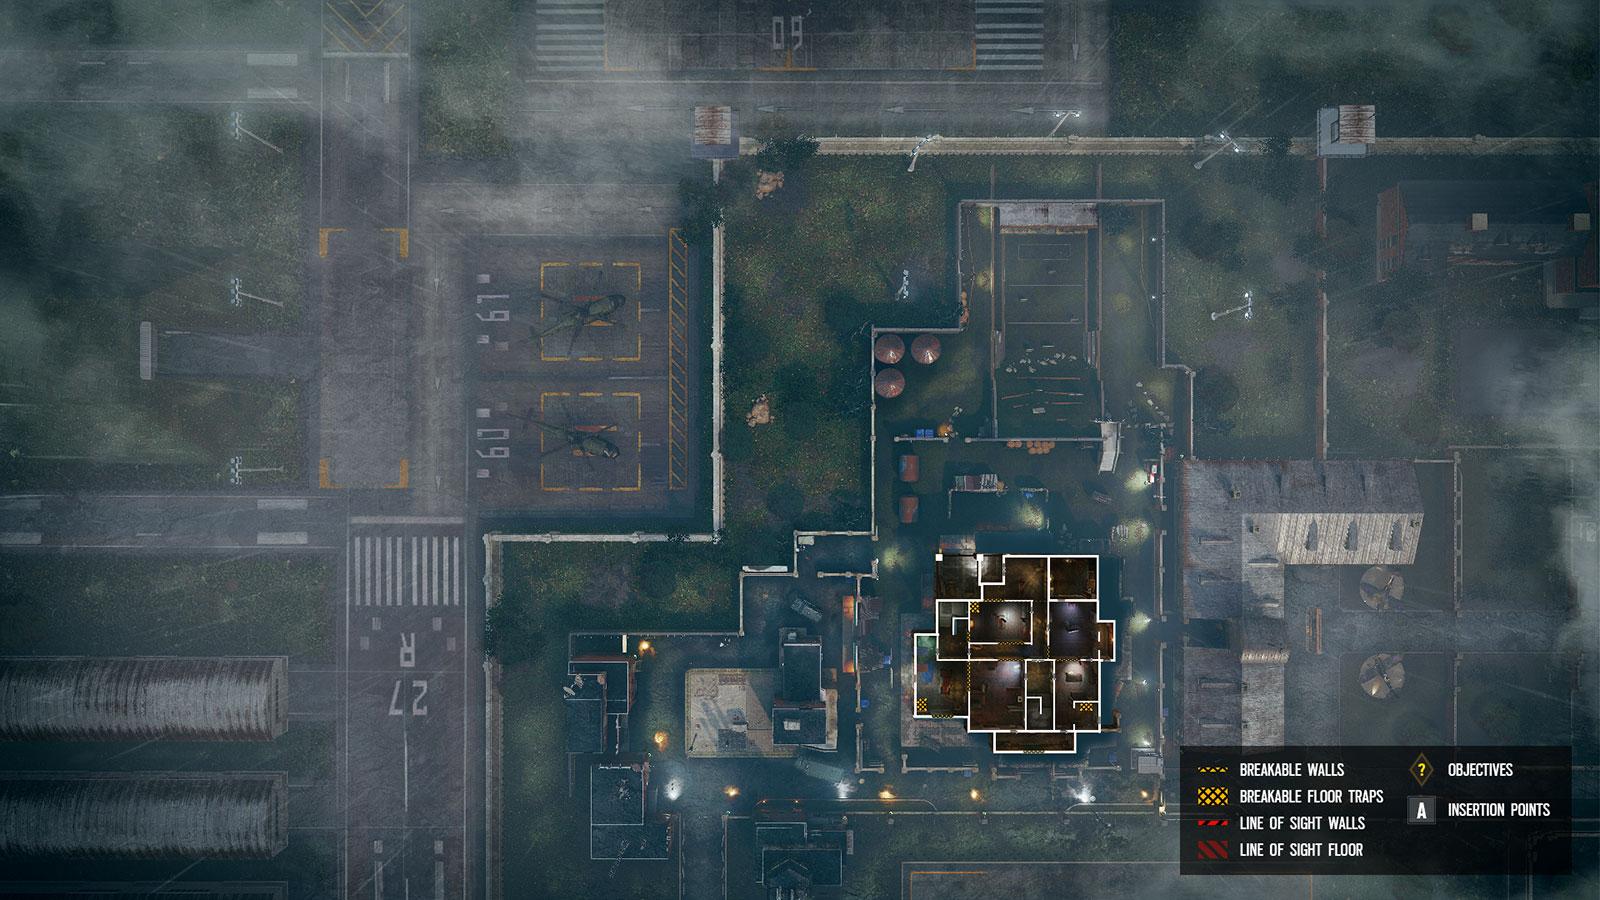 09
19
09
R
27
BREAKABLE WALLS
BREAKABLE FLOOR TRAPS
LINE OF SIGHT WALLS
LINE OF SIGHT FLOOR
? OBJECTIVES
A INSERTION POINTS